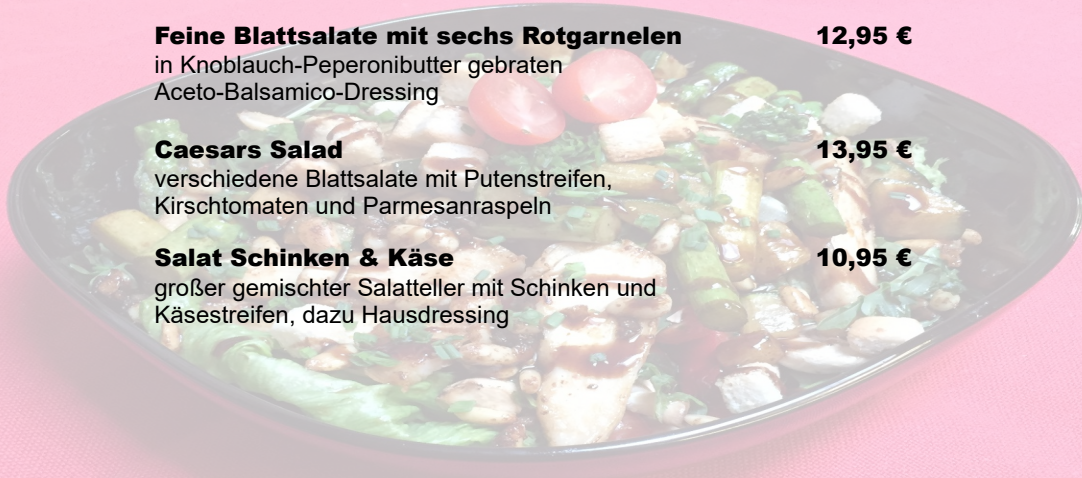 Feine Blattsalate mit sechs Rotgarnelen 12,95 €
in Knoblauch-Peperonibutter gebraten
Aceto-Balsamico-Dressing
Caesars Salad 13,95 €
verschiedene Blattsalate mit Putenstreifen,
Kirschtomaten und Parmesanraspeln
Salat Schinken & Käse 10,95 €
großer gemischter Salatteller mit Schinken und
Käsestreifen, dazu Hausdressing